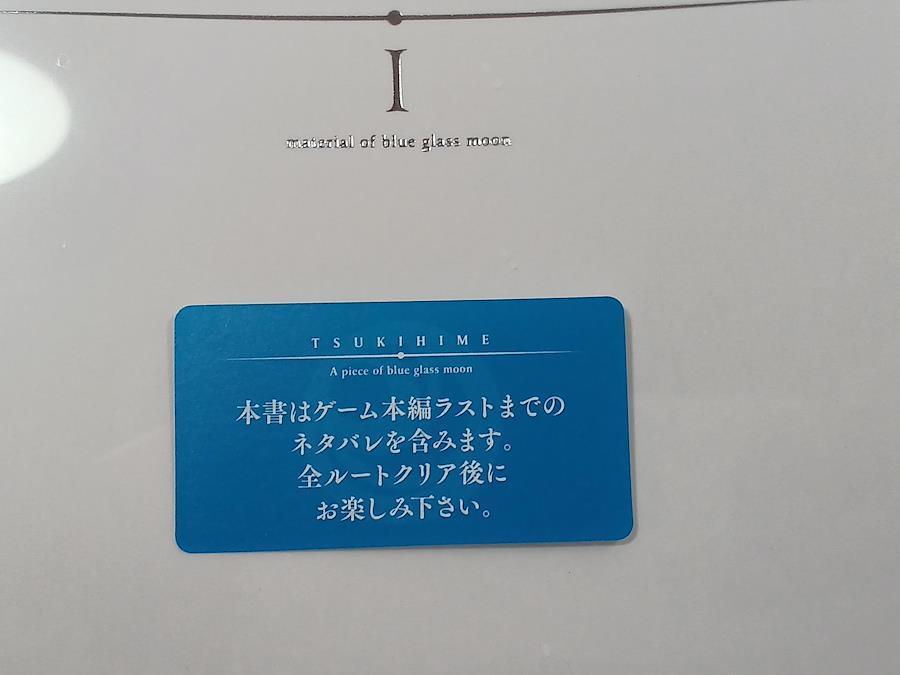 I
material of blue glass moon
TSUKIHIME
A piece of blue glass moon
本書はゲーム本編ラストまでの
ネタバレを含みます。
全ルートクリア後に
お楽しみ下さい。